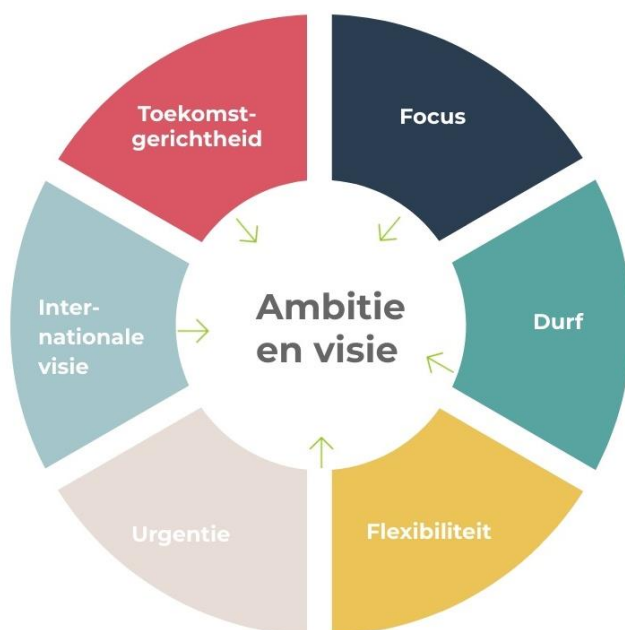 Toekomst-
gerichtheid
Focus
Inter-
nationale
visie
Ambitie
en visie
Durf
Urgentie
Flexibiliteit